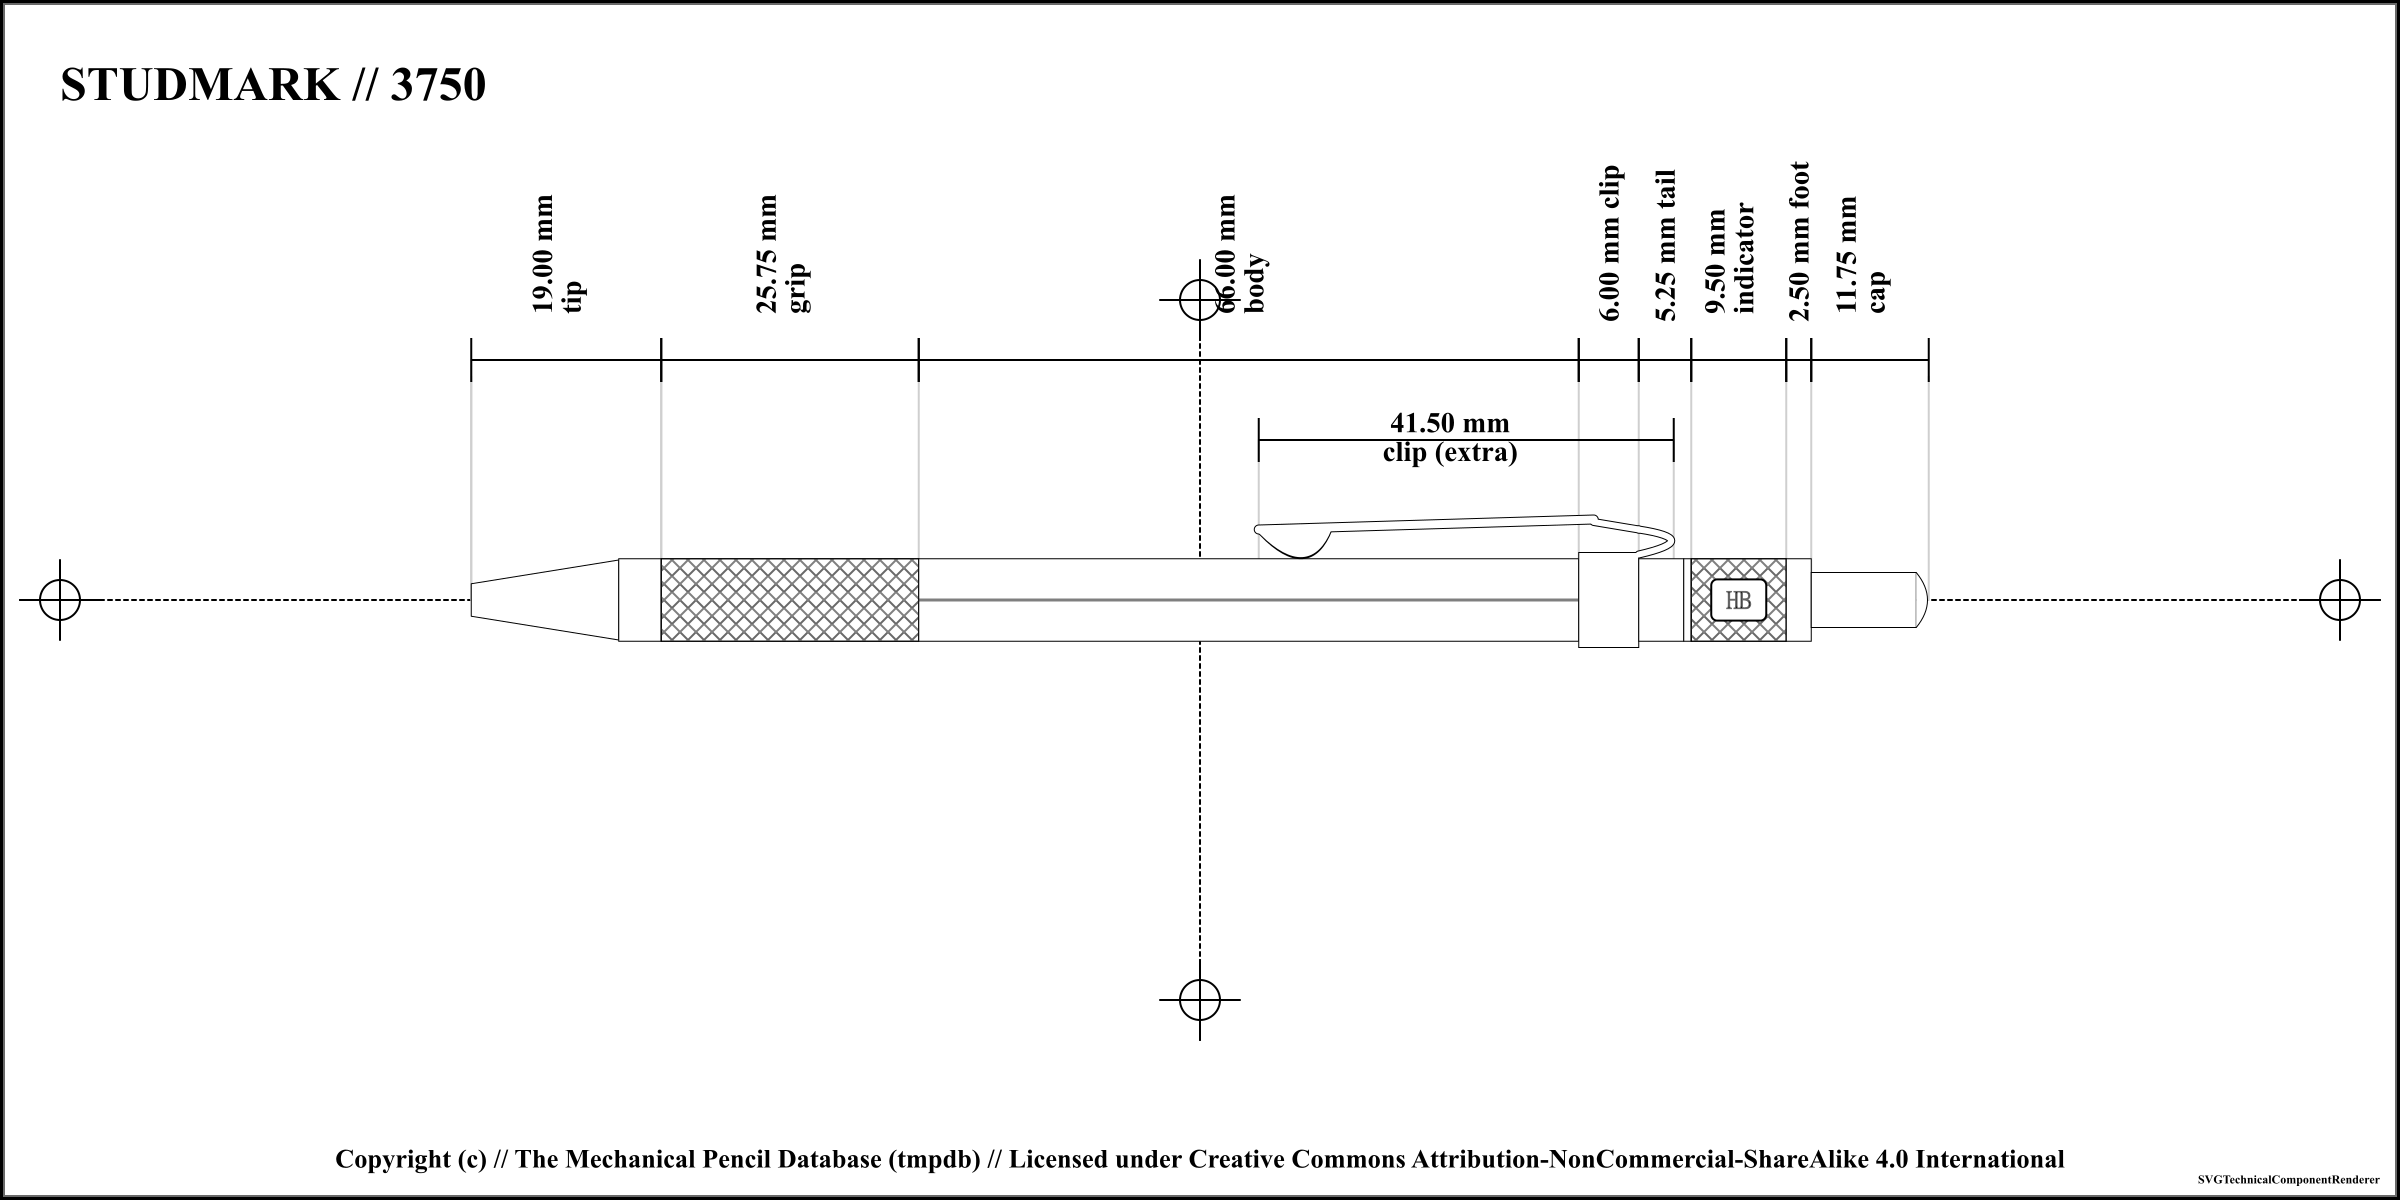 STUDMARK // 3750
19.00 mm
tip
25.75 mm
grip
66.00 mm
body
6.00 mm clip
5.25 mm tail
9.50 mm
indicator
2.50 mm foot
11.75 mm
cap
41.50 mm
clip (extra)
HB
Copyright (c) // The Mechanical Pencil Database (tmpdb) // Licensed under Creative Commons Attribution-NonCommercial-ShareAlike 4.0 International
SVGTechnicalComponentRenderer